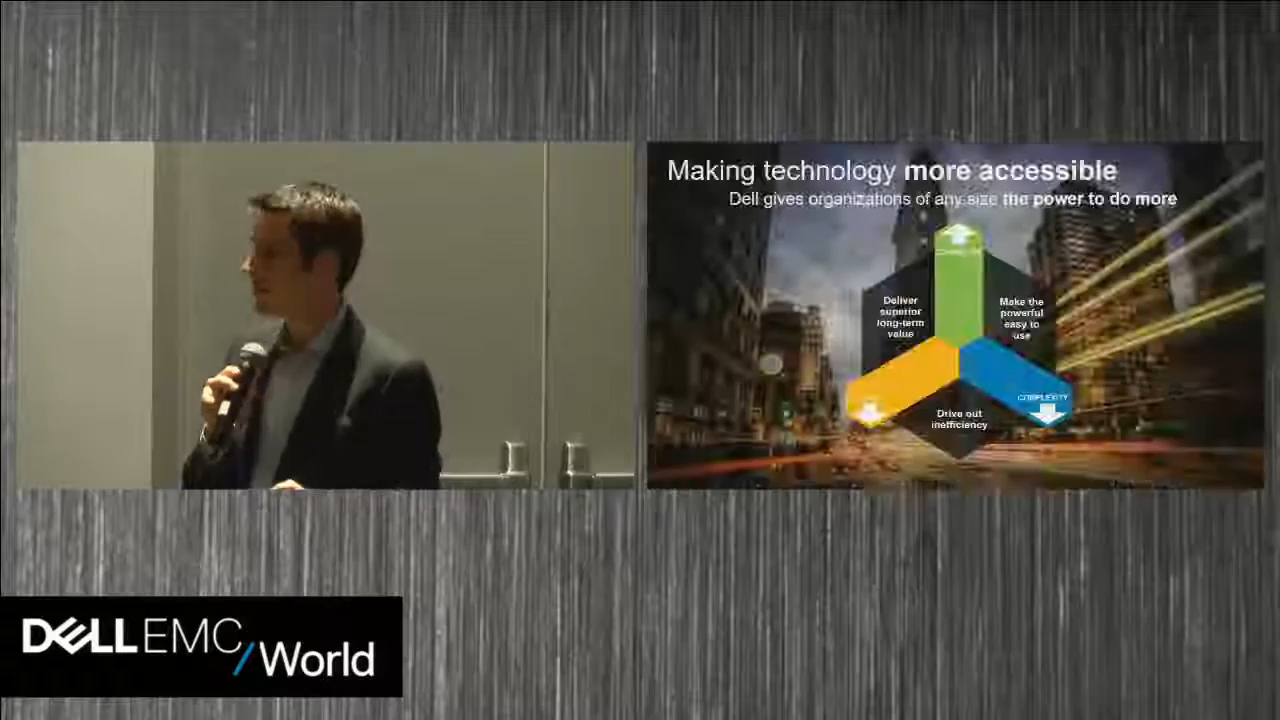 Making technology more accessible
Dell gives organizations of any size the power to do more
Deliver
superior
long-term
value
Make the
powerful
easy to
use
COMPLEXITY
Drive out
inefficiency
DELL EMC
/World